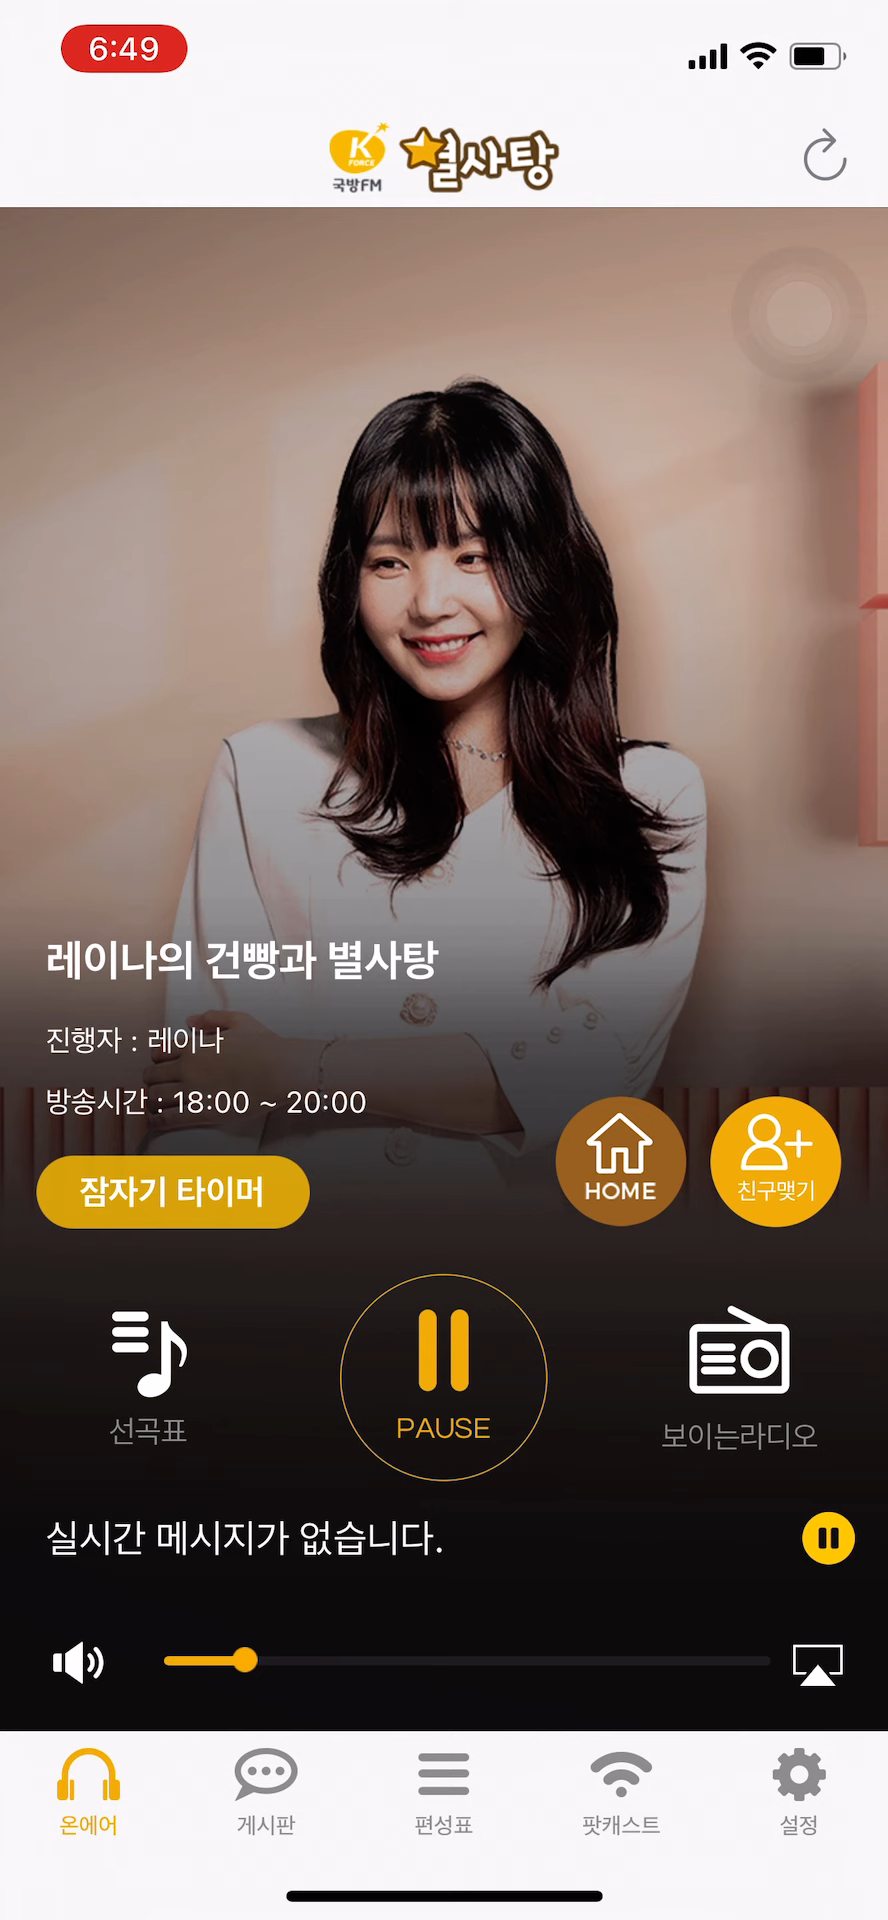 6:49
K
FORCE
국방FM
별사탕
레이나의 건빵과 별사탕
진행자 : 레이나
방송시간 : 18:00 ~ 20:00
잠자기 타이머
HOME
친구맺기
선곡표
PAUSE
보이는라디오
실시간 메시지가 없습니다.
온에어
게시판
편성표
팟캐스트
설정